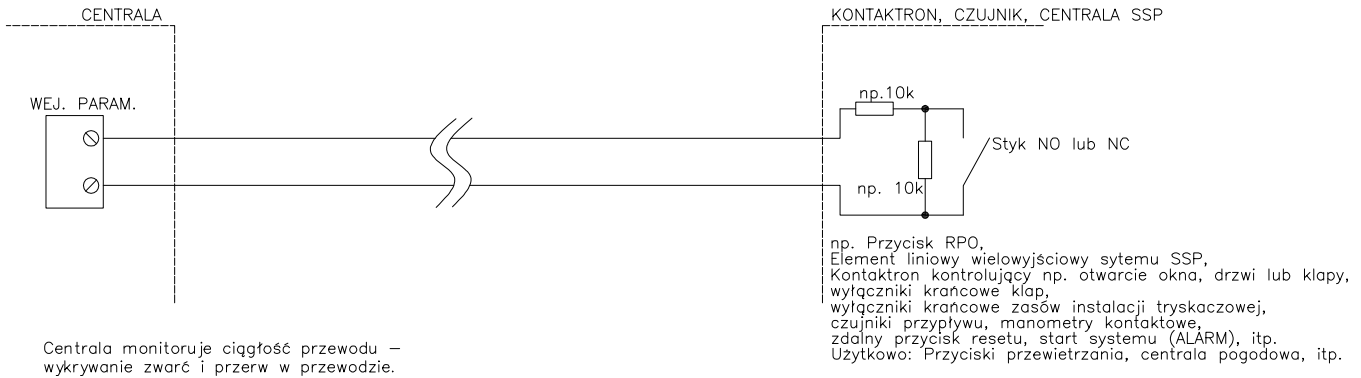 CENTRALA
KONTAKTRON, CZUJNIK, CENTRALA SSP
WEJ. PARAM.
np.10k
Styk NO lub NC
np. 10k
np. Przycisk RPO,
Element liniowy wielowyjściowy sytemu SSP,
Kontaktron kontrolujący np. otwarcie okna, drzwi lub klapy,
wyłączniki krańcowe klap,
wyłączniki krańcowe zasów instalacji tryskaczowej,
czujniki przypływu, manometry kontaktowe,
zdalny przycisk resetu, start systemu (ALARM), itp.
Użytkowo: Przyciski przewietrzania, centrala pogodowa, itp.
Centrala monitoruje ciągłość przewodu –
wykrywanie zwarć i przerw w przewodzie.